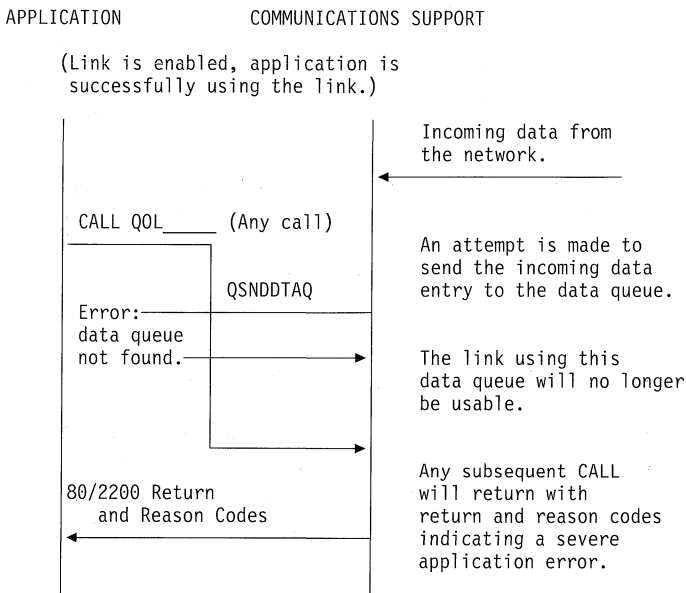 APPLICATION COMMUNICATIONS SUPPORT
(Link is enabled, application is
successfully using the link.)
Incoming data from
the network.
CALL QOL_____ (Any call)
An attempt is made to
send the incoming data
entry to the data queue.
QSNDDTAQ
Error:
data queue
not found.
The link using this
data queue will no longer
be usable.
Any subsequent CALL
will return with
return and reason codes
indicating a severe
application error.
80/2200 Return
and Reason Codes